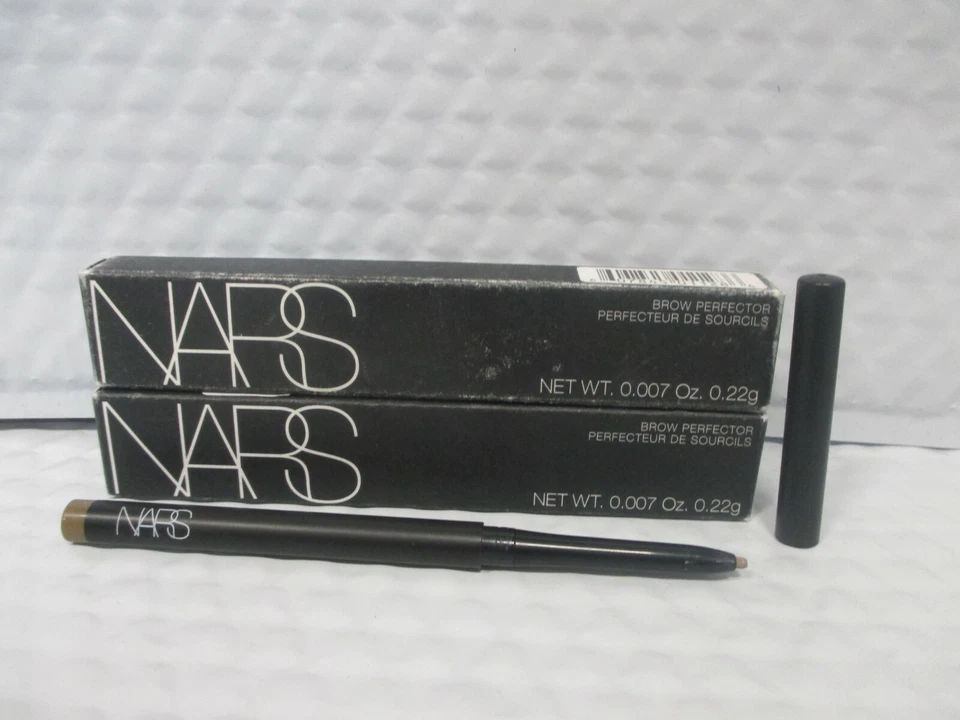 NARS
BROW PERFECTOR
PERFECTEUR DE SOURCILS
NET WT. 0.007 Oz. 0.22g
NARS
BROW PERFECTOR
PERFECTEUR DE SOURCILS
NET WT. 0.007 Oz. 0.22g
NARS